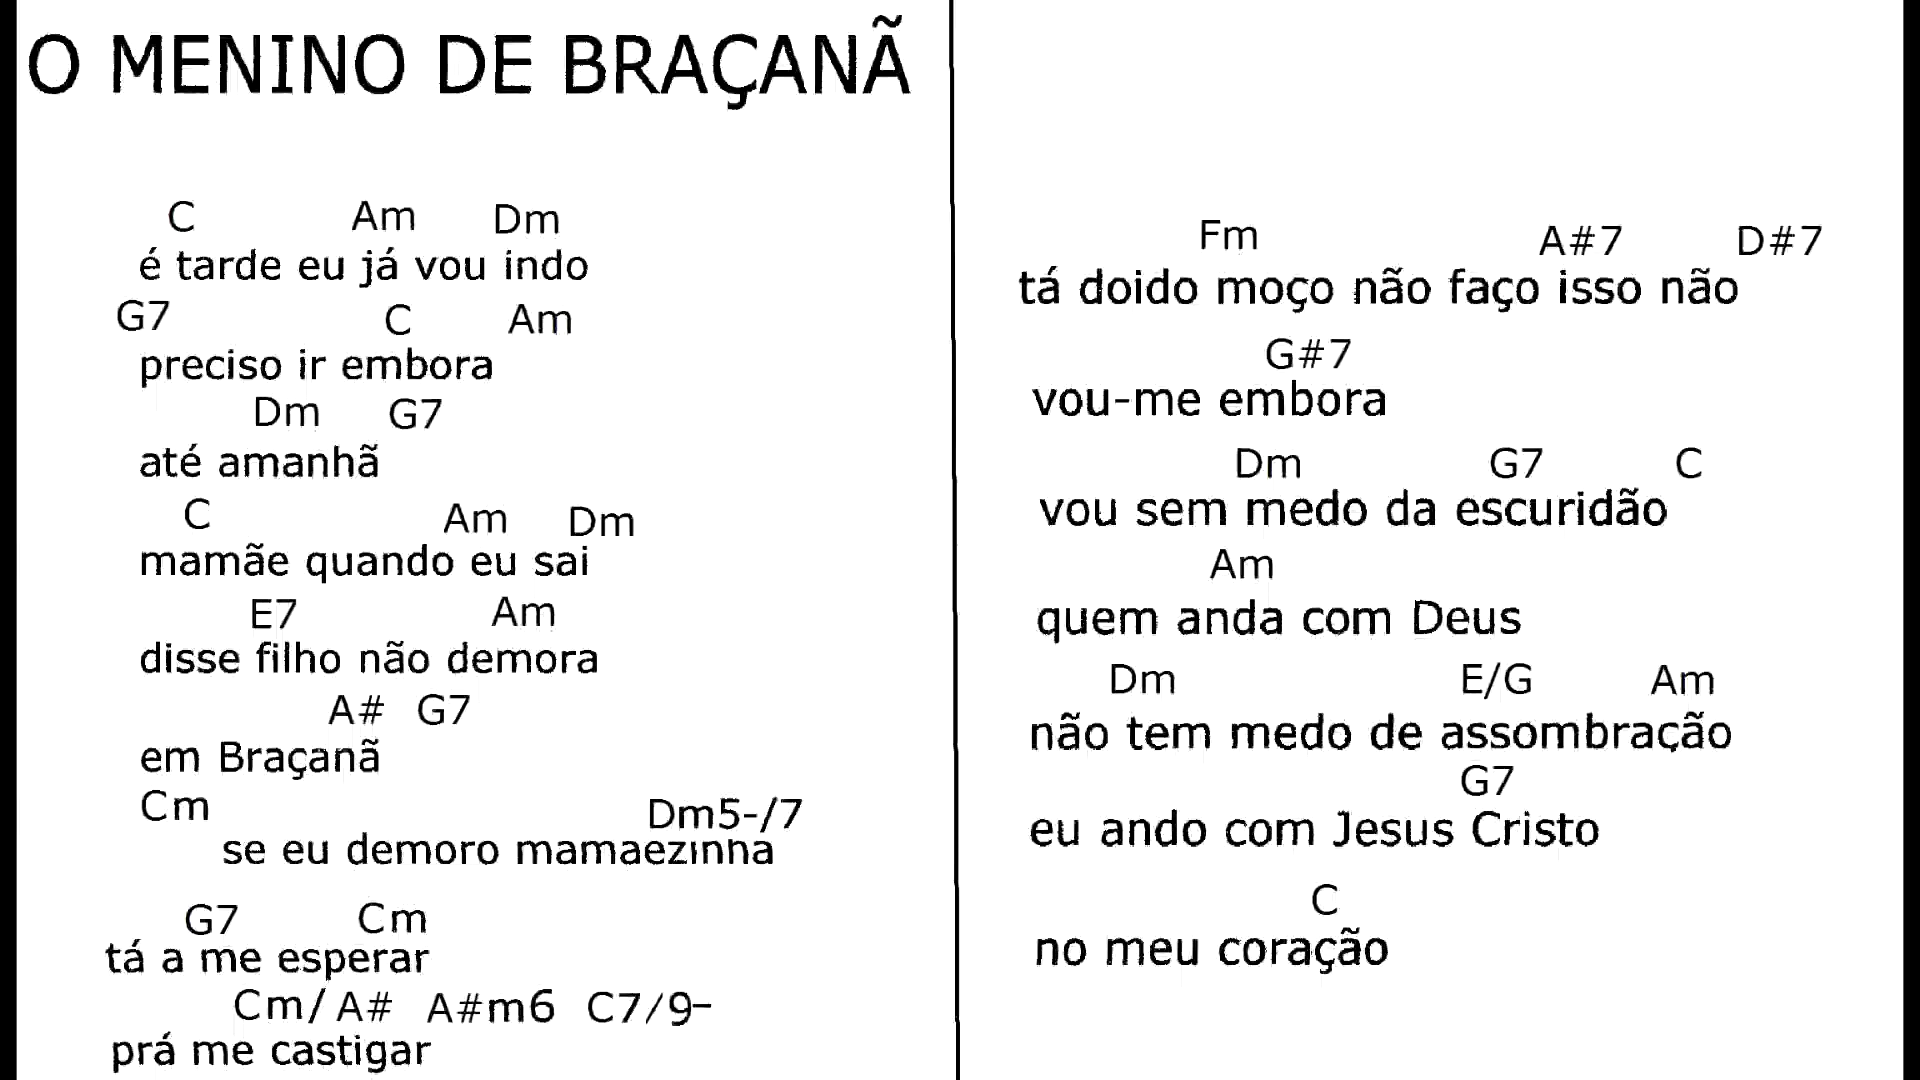 O MENINO DE BRAÇANÃ
C Am Dm
é tarde eu já vou indo
G7 C Am
preciso ir embora
Dm G7
até amanhã
C Am Dm
mamãe quando eu sai
E7 Am
disse filho não demora
A# G7
em Braçanã
Cm Dm5-/7
se eu demoro mamaezinha
G7 Cm
tá a me esperar
Cm/A# A#m6 C7/9-
prá me castigar
Fm A#7 D#7
tá doido moço não faço isso não
G#7
vou-me embora
Dm G7 C
vou sem medo da escuridão
Am
quem anda com Deus
Dm E/G Am
não tem medo de assombração
G7
eu ando com Jesus Cristo
C
no meu coração